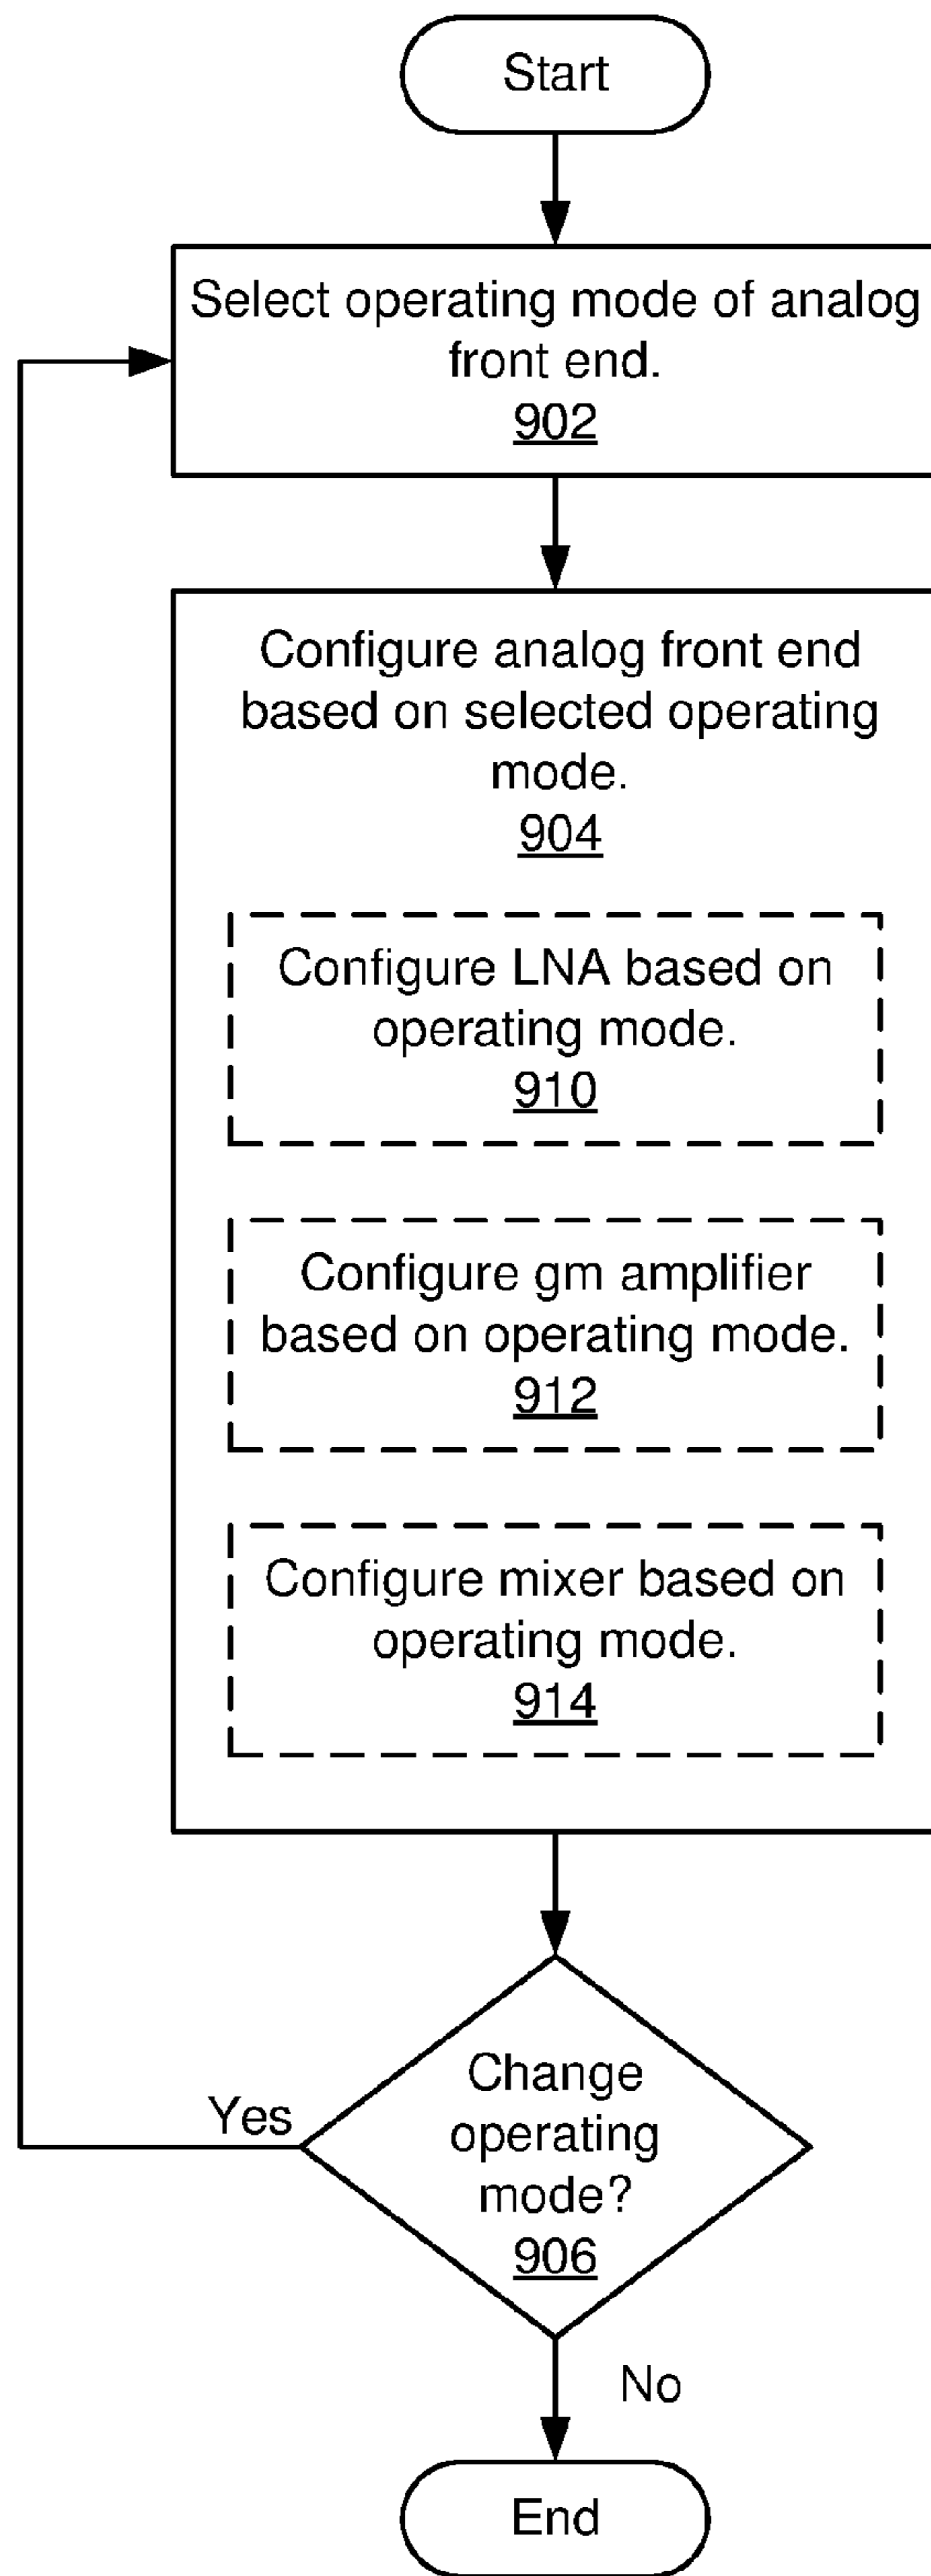 Start
Select operating mode of analog
front end.
902
Configure analog front end
based on selected operating
mode.
904
Configure LNA based on
operating mode.
910
Configure gm amplifier
based on operating mode.
912
Configure mixer based on
operating mode.
914
Change
operating
mode?
906
Yes
No
End